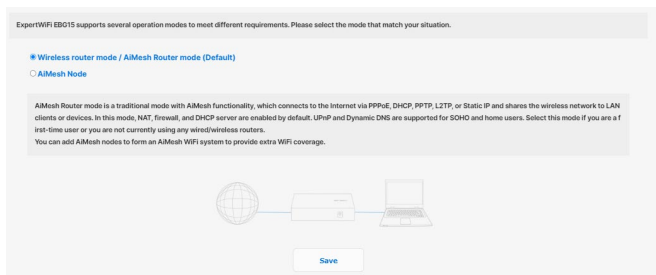 ExpertWiFi EBG15 supports several operation modes to meet different requirements. Please select the mode that match your situation.
Wireless router mode / AiMesh Router mode (Default)
AiMesh Node
AiMesh Router mode is a traditional mode with AiMesh functionality, which connects to the Internet via PPPoE, DHCP, PPTP, L2TP, or Static IP and shares the wireless network to LAN
clients or devices. In this mode, NAT, firewall, and DHCP server are enabled by default. UPnP and Dynamic DNS are supported for SOHO and home users. Select this mode if you are a f
irst-time user or you are not currently using any wired/wireless routers.
You can add AiMesh nodes to form an AiMesh WiFi system to provide extra WiFi coverage.
Save